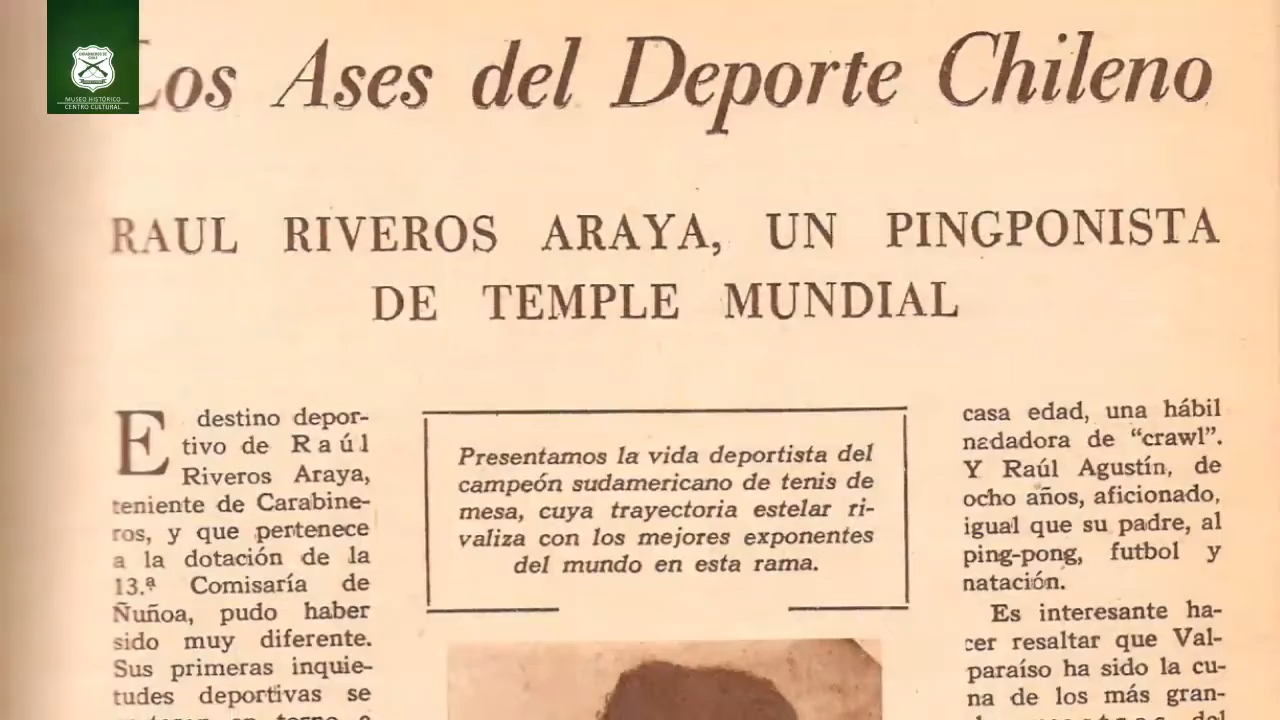 CARABINEROS DE CHILE
MUSEO HISTÓRICO
CENTRO CULTURAL
Los Ases del Deporte Chileno
RAUL RIVEROS ARAYA, UN PINGPONISTA
DE TEMPLE MUNDIAL
E destino depor-
tivo de Raúl
Riveros Araya,
teniente de Carabine-
ros, y que pertenece
a la dotación de la
13.ª Comisaría de
Ñuñoa, pudo haber
sido muy diferente.
Sus primeras inquie-
tudes deportivas se
Presentamos la vida deportista del
campeón sudamericano de tenis de
mesa, cuya trayectoria estelar ri-
valiza con los mejores exponentes
del mundo en esta rama.
casa edad, una hábil
nadadora de “crawl”.
Y Raúl Agustín, de
ocho años, aficionado,
igual que su padre, al
ping-pong, futbol y
natación.
Es interesante ha-
cer resaltar que Val-
paraíso ha sido la cu-
na de los más gran-